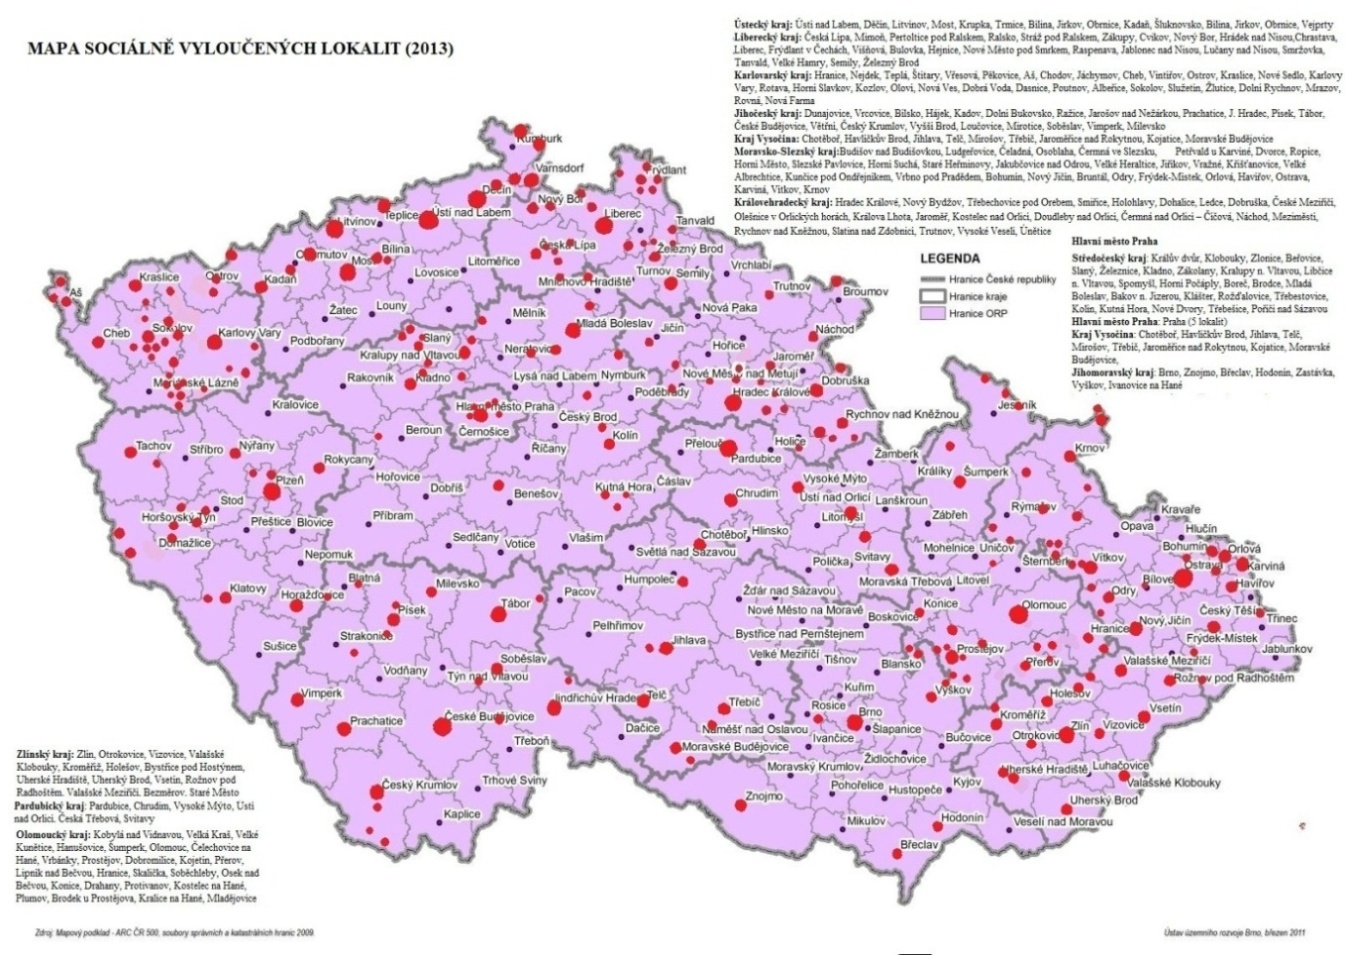 MAPA SOCIÁLNĚ VYLOUČENÝCH LOKALIT (2013)
Ústecký kraj: Ústí nad Labem, Děčín, Litvínov, Most, Krupka, Trmice, Bílina, Jirkov, Obrnice, Kadaň, Šluknovsko, Bílina, Jirkov, Obrnice, Vejprty
Liberecký kraj: Česká Lípa, Mimoň, Pertoltice pod Ralskem, Ralsko, Stráž pod Ralskem, Zákupy, Cvikov, Nový Bor, Hrádek nad Nisou,Chrastava,
Liberec, Frýdlant v Čechách, Višňová, Bulovka, Hejnice, Nové Město pod Smrkem, Raspenava, Jablonec nad Nisou, Lučany nad Nisou, Smržovka,
Tanvald, Velké Hamry, Semily, Železný Brod
Karlovarský kraj: Hranice, Nejdek, Teplá, Štítary, Vřesová, Pěkovice, Aš, Chodov, Jáchymov, Cheb, Vintířov, Ostrov, Kraslice, Nové Sedlo, Karlovy
Vary, Rotava, Horní Slavkov, Kozlov, Oloví, Nová Ves, Dobrá Voda, Dasnice, Poutnov, Albeřice, Sokolov, Služetín, Žlutice, Dolní Rychnov, Mrazov,
Rovná, Nová Farma
Jihočeský kraj: Dunajovice, Vrcovice, Bílsko, Hájek, Kadov, Dolní Bukovsko, Ražice, Jarošov nad Nežárkou, Prachatice, J. Hradec, Písek, Tábor,
České Budějovice, Větřní, Český Krumlov, Vyšší Brod, Loučovice, Mirotice, Soběslav, Vimperk, Milevsko
Kraj Vysočina: Chotěboř, Havlíčkův Brod, Jihlava, Telč, Mirošov, Třebíč, Jaroměřice nad Rokytnou, Kojatice, Moravské Budějovice
Moravsko-Slezský kraj:Budišov nad Budišovkou, Ludgeřovice, Čeladná, Osoblaha, Čermná ve Slezsku, Petřvald u Karviné, Dvorce, Ropice,
Horní Město, Slezské Pavlovice, Horní Suchá, Staré Heřminovy, Jakubčovice nad Odrou, Velké Heraltice, Jiříkov, Vražné, Křišťanovice, Velké
Albrechtice, Kunčice pod Ondřejníkem, Vrbno pod Pradědem, Bohumín, Nový Jičín, Bruntál, Odry, Frýdek-Místek, Orlová, Havířov, Ostrava,
Karviná, Vítkov, Krnov
Královehradecký kraj: Hradec Králové, Nový Bydžov, Třebechovice pod Orebem, Smiřice, Holohlavy, Dohalice, Ledce, Dobruška, České Meziříčí,
Olešnice v Orlických horách, Králova Lhota, Jaroměř, Kostelec nad Orlicí, Doudleby nad Orlicí, Čermná nad Orlicí – Číčová, Náchod, Meziměstí,
Rychnov nad Kněžnou, Slatina nad Zdobnicí, Trutnov, Vysoké Veselí, Únětice
Hlavní město Praha
Středočeský kraj: Králův dvůr, Klobouky, Zlonice, Beřovice,
Slaný, Železnice, Kladno, Zákolany, Kralupy n. Vltavou, Libčice
n. Vltavou, Spomyšl, Horní Počáply, Boreč, Brodce, Mladá
Boleslav, Bakov n. Jizerou, Klášter, Rožďalovice, Třebestovice,
Kolín, Kutná Hora, Nové Dvory, Třebešice, Poříčí nad Sázavou
Hlavní město Praha: Praha (5 lokalit)
Kraj Vysočina: Chotěboř, Havlíčkův Brod, Jihlava, Telč,
Mirošov, Třebíč, Jaroměřice nad Rokytnou, Kojatice, Moravské
Budějovice,
Jihomoravský kraj: Brno, Znojmo, Břeclav, Hodonín, Zastávka,
Vyškov, Ivanovice na Hané
LEGENDA
Hranice České republiky
Hranice kraje
Hranice ORP
Rumburk
Varnsdorf
Frýdlant
Děčín
Nový Bor
Liberec
Teplice
Ústí nad Labem
Litvínov
Tanvald
Bílina
Česká Lípa
Železný Brod
Most
Litoměřice
Lovosice
Turnov
Semily
Vrchlabí
Kraslice
Ostrov
Kadaň
Mnichovo Hradiště
Trutnov
Broumov
Aš
Žatec
Louny
Mělník
Nová Paka
Cheb
Sokolov
Karlovy Vary
Podbořany
Slaný
Mladá Boleslav
Jičín
Náchod
Hořice
Kralupy nad Vltavou
Neratovice
Jaroměř
Mariánské Lázně
Rakovník
Kladno
Lysá nad Labem
Nymburk
Nové Město nad Metují
Dobruška
Poděbrady
Hradec Králové
Kralovice
Hlavní město Praha
Český Brod
Rychnov nad Kněžnou
Jeseník
Beroun
Černošice
Kolín
Tachov
Stříbro
Nýřany
Říčany
Přelouč
Holice
Krnov
Rokycany
Pardubice
Žamberk
Králíky
Šumperk
Plzeň
Hořovice
Dobříš
Benešov
Kutná Hora
Čáslav
Chrudim
Vysoké Mýto
Ústí nad Orlicí
Lanškroun
Stod
Rýmařov
Kravaře
Horšovský Týn
Přeštice
Blovice
Příbram
Litomyšl
Zábřeh
Opava
Hlučín
Domažlice
Sedlčany
Votice
Vlašim
Chotěboř
Hlinsko
Světlá nad Sázavou
Mohelnice
Uničov
Bohumín
Orlová
Nepomuk
Polička
Svitavy
Šternberk
Vítkov
Ostrava
Karviná
Klatovy
Blatná
Milevsko
Humpolec
Moravská Třebová
Litovel
Bílovec
Havířov
Horažďovice
Písek
Tábor
Pacov
Žďár nad Sázavou
Konice
Olomouc
Odry
Český Těšín
Nové Město na Moravě
Boskovice
Třinec
Strakonice
Pelhřimov
Bystřice nad Pernštejnem
Hranice
Nový Jičín
Frýdek-Místek
Sušice
Jihlava
Velké Meziříčí
Tišnov
Blansko
Prostějov
Přerov
Jablunkov
Vodňany
Týn nad Vltavou
Soběslav
Valašské Meziříčí
Rožnov pod Radhoštěm
Vimperk
Jindřichův Hradec
Telč
Třebíč
Kuřim
Vyškov
Holešov
Vsetín
Prachatice
České Budějovice
Rosice
Brno
Kroměříž
Zlín
Vizovice
Dačice
Náměšť nad Oslavou
Ivančice
Šlapanice
Bučovice
Otrokovice
Třeboň
Moravské Budějovice
Židlochovice
Moravský Krumlov
Uherské Hradiště
Luhačovice
Český Krumlov
Trhové Sviny
Pohořelice
Hustopeče
Kyjov
Valašské Klobouky
Znojmo
Uherský Brod
Kaplice
Mikulov
Hodonín
Veselí nad Moravou
Břeclav
Zlínský kraj: Zlín, Otrokovice, Vizovice, Valašské
Klobouky, Kroměříž, Holešov, Bystřice pod Hostýnem,
Uherské Hradiště, Uherský Brod, Vsetín, Rožnov pod
Radhoštěm. Valašské Meziříčí. Bezměrov. Staré Město
Pardubický kraj: Pardubice, Chrudim, Vysoké Mýto, Ústí
nad Orlicí. Česká Třebová, Svitavy
Olomoucký kraj: Kobylá nad Vidnavou, Velká Kraš, Velké
Kunětice, Hanušovice, Šumperk, Olomouc, Čelechovice na
Hané, Vrbánky, Prostějov, Dobromilice, Kojetín, Přerov,
Lipník nad Bečvou, Hranice, Skalička, Soběchleby, Osek nad
Bečvou, Konice, Drahany, Protivanov, Kostelec na Hané,
Plumov, Brodek u Prostějova, Kralice na Hané, Mladějovice
Zdroj: Mapový podklad - ARC ČR 500, soubory správních a katastrálních hranic 2009.
Ústav územního rozvoje Brno, březen 2011